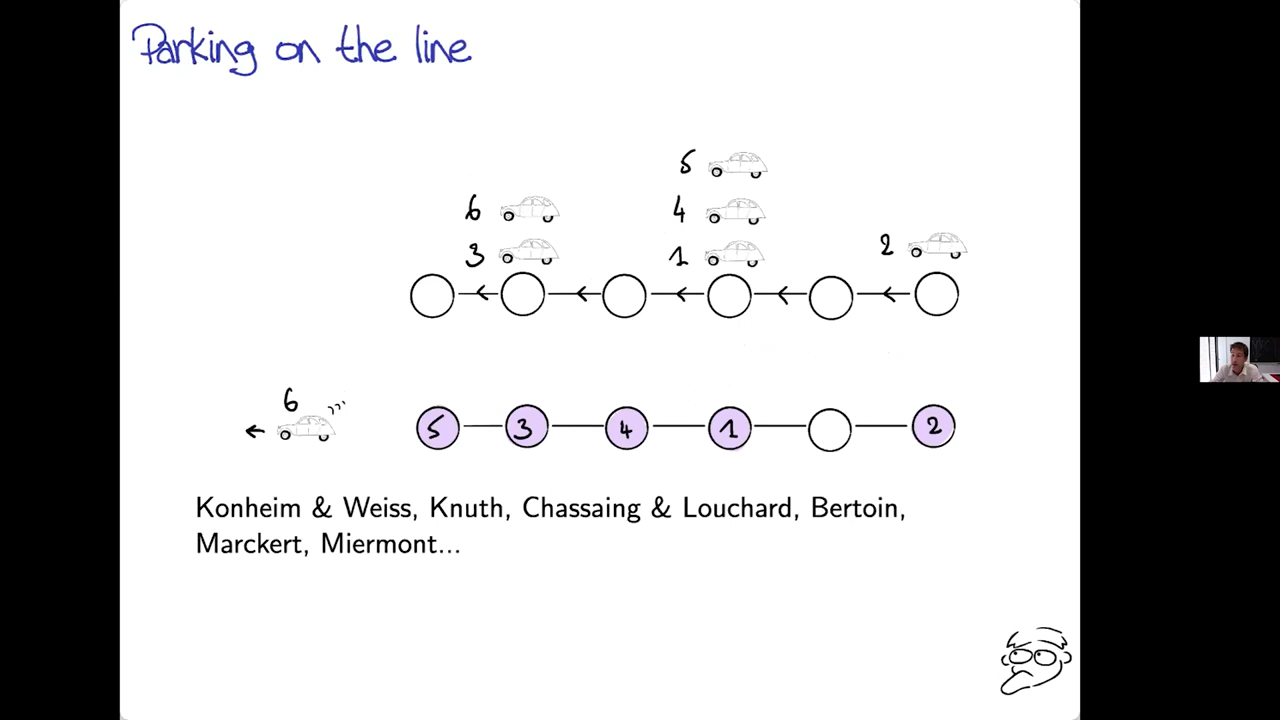 Parking on the line
5
6 4
3 1 2
6
5 3 4 1 2
Konheim & Weiss, Knuth, Chassaing & Louchard, Bertoin,
Marckert, Miermont...